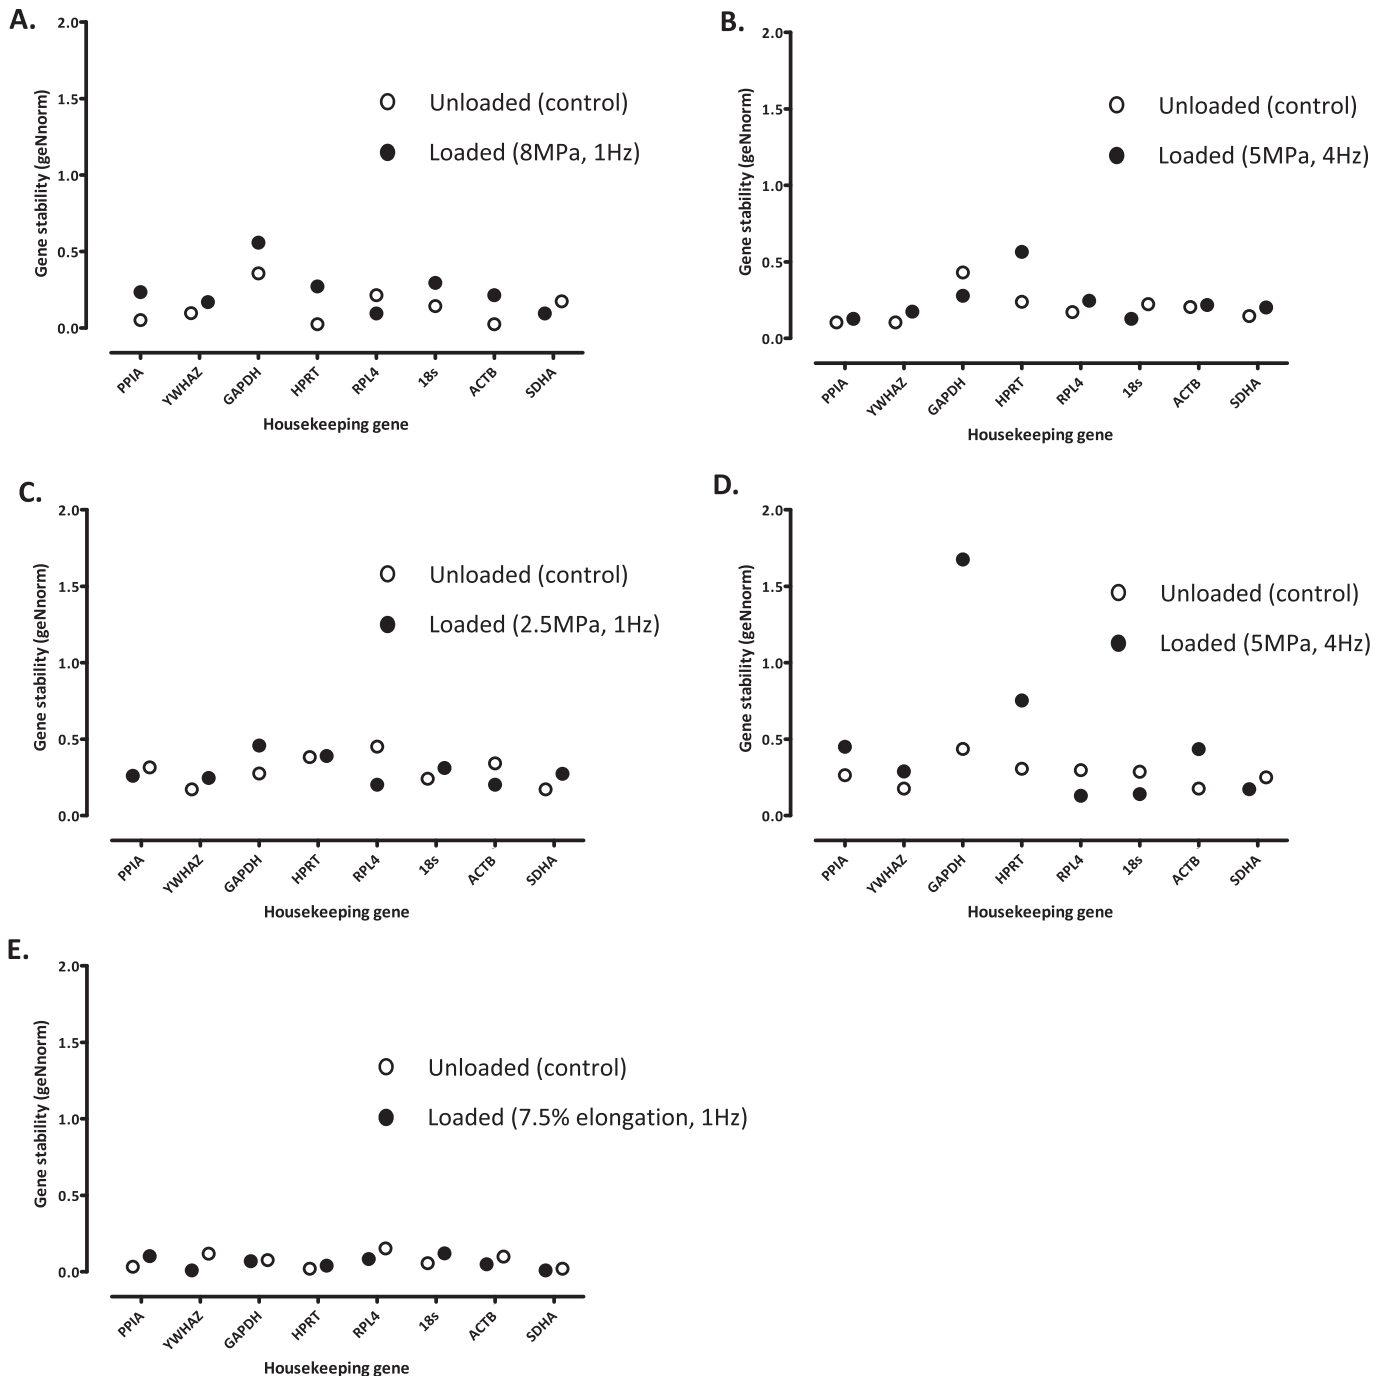 A.
2.0
1.5
1.0
0.5
0.0
Gene stability (geNnorm)
Unloaded (control)
Loaded (8MPa, 1Hz)
PPIA
YWHAZ
GAPDH
HPRT
RPL4
18s
ACTB
SDHA
Housekeeping gene
B.
2.0
1.5
1.0
0.5
0.0
Gene stability (geNnorm)
Unloaded (control)
Loaded (5MPa, 4Hz)
PPIA
YWHAZ
GAPDH
HPRT
RPL4
18s
ACTB
SDHA
Housekeeping gene
C.
2.0
1.5
1.0
0.5
0.0
Gene stability (geNnorm)
Unloaded (control)
Loaded (2.5MPa, 1Hz)
PPIA
YWHAZ
GAPDH
HPRT
RPL4
18s
ACTB
SDHA
Housekeeping gene
D.
2.0
1.5
1.0
0.5
0.0
Gene stability (geNnorm)
Unloaded (control)
Loaded (5MPa, 4Hz)
PPIA
YWHAZ
GAPDH
HPRT
RPL4
18s
ACTB
SDHA
Housekeeping gene
E.
2.0
1.5
1.0
0.5
0.0
Gene stability (geNnorm)
Unloaded (control)
Loaded (7.5% elongation, 1Hz)
PPIA
YWHAZ
GAPDH
HPRT
RPL4
18s
ACTB
SDHA
Housekeeping gene